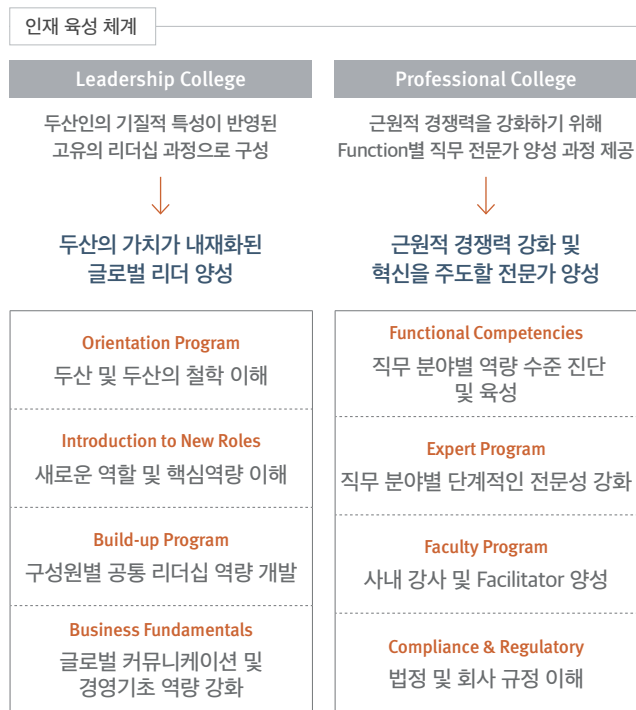 인재 육성 체계
Leadership College
두산인의 기질적 특성이 반영된
고유의 리더십 과정으로 구성
두산의 가치가 내재화된
글로벌 리더 양성
Orientation Program
두산 및 두산의 철학 이해
Introduction to New Roles
새로운 역할 및 핵심역량 이해
Build-up Program
구성원별 공통 리더십 역량 개발
Business Fundamentals
글로벌 커뮤니케이션 및
경영기초 역량 강화
Professional College
근원적 경쟁력을 강화하기 위해
Function별 직무 전문가 양성 과정 제공
근원적 경쟁력 강화 및
혁신을 주도할 전문가 양성
Functional Competencies
직무 분야별 역량 수준 진단
및 육성
Expert Program
직무 분야별 단계적인 전문성 강화
Faculty Program
사내 강사 및 Facilitator 양성
Compliance & Regulatory
법정 및 회사 규정 이해